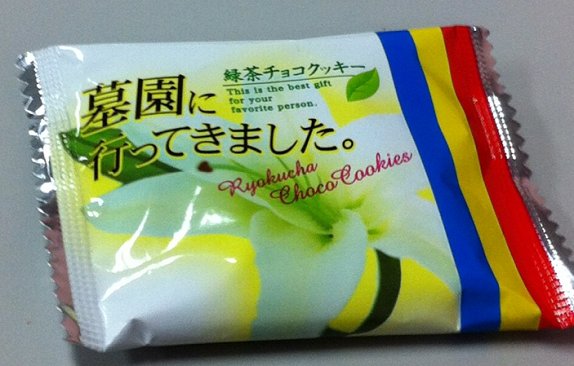 緑茶チョコクッキー
This is the best gift
for your
favorite person.
墓園に
行ってきました。
Ryokucha
Choco Cookies